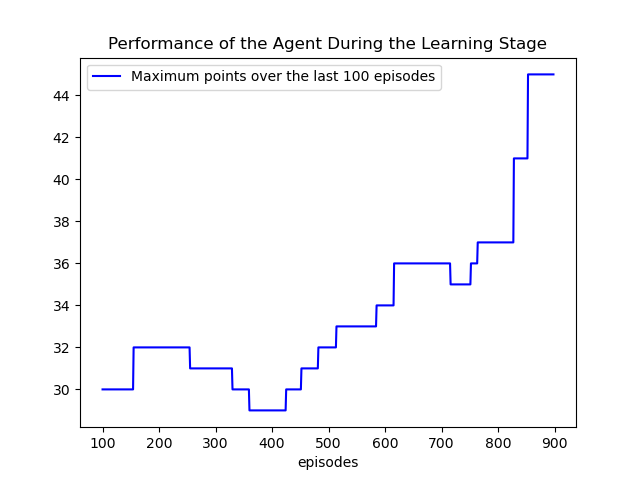 Performance of the Agent During the Learning Stage
Maximum points over the last 100 episodes
44
42
40
38
36
34
32
30
100 200 300 400 500 600 700 800 900
episodes